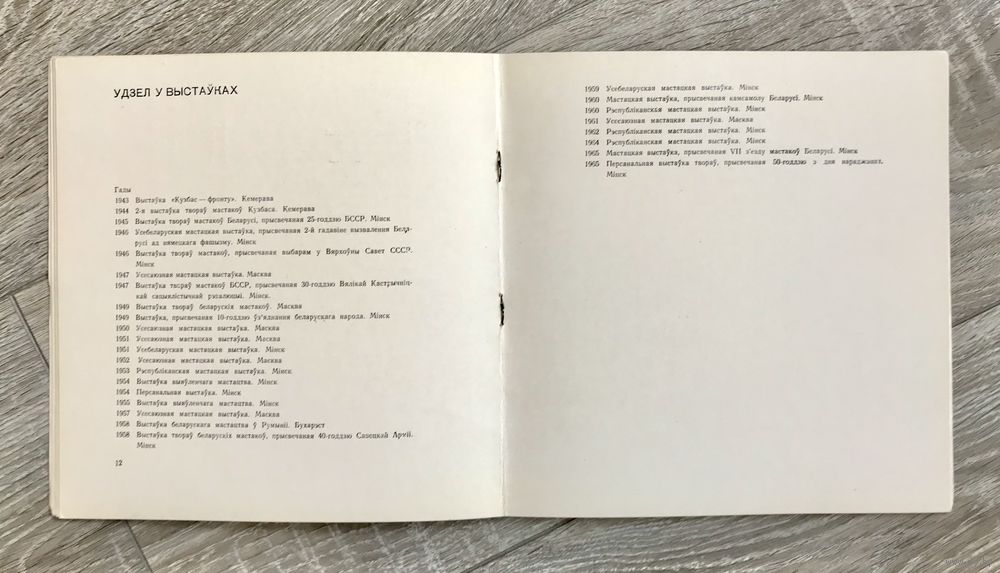 УДЗЕЛ У ВЫСТАЎКАХ
Гады
1943 Выстаўка «Кузбас — фронту». Кемерава
1944 2-я выстаўка твораў мастакоў Кузбаса. Кемерава
1945 Выстаўка твораў мастакоў Беларусі, прысвечаная 25-годдзю БССР. Мінск
1946 Усебеларуская мастацкая выстаўка, прысвечаная 2-й гадавіне вызвалення Бела-
русі ад нямецкага фашызму. Мінск
1946 Выстаўка твораў мастакоў, прысвечаная выбарам у Вярхоўны Савет СССР.
Мінск
1947 Усесаюзная мастацкая выстаўка. Масква
1947 Выстаўка твораў мастакоў БССР, прысвечаная 30-годдзю Вялікай Кастрычніц-
кай сацыялістычнай рэвалюцыі. Мінск.
1949 Выстаўка твораў беларускіх мастакоў. Масква
1949 Выстаўка, прысвечаная 10-годдзю ўз'яднання беларускага народа. Мінск
1950 Усесаюзная мастацкая выстаўка. Масква
1951 Усесаюзная мастацкая выстаўка. Масква
1951 Усебеларуская мастацкая выстаўка. Мінск
1952 Усесаюзная мастацкая выстаўка. Масква
1953 Рэспубліканская мастацкая выстаўка. Мінск
1954 Выстаўка выяўленчага мастацтва. Мінск
1954 Персанальная выстаўка. Мінск
1955 Выстаўка выяўленчага мастацтва. Мінск
1957 Усесаюзная мастацкая выстаўка. Масква
1958 Выстаўка беларускага мастацтва ў Румыніі. Бухарэст
1958 Выстаўка твораў беларускіх мастакоў, прысвечаная 40-годдзю Савецкай Арміі.
Мінск
12
1959 Усебеларуская мастацкая выстаўка. Мінск
1960 Мастацкая выстаўка, прысвечаная камсамолу Беларусі. Мінск
1960 Рэспубліканская мастацкая выстаўка. Мінск
1961 Усесаюзная мастацкая выстаўка. Масква
1962 Рэспубліканская мастацкая выстаўка. Мінск
1964 Рэспубліканская мастацкая выстаўка. Мінск
1965 Мастацкая выстаўка, прысвечаная VII з'езду мастакоў Беларусі. Мінск
1965 Персанальная выстаўка твораў, прысвечаная 50-годдзю з дня нараджэння.
Мінск